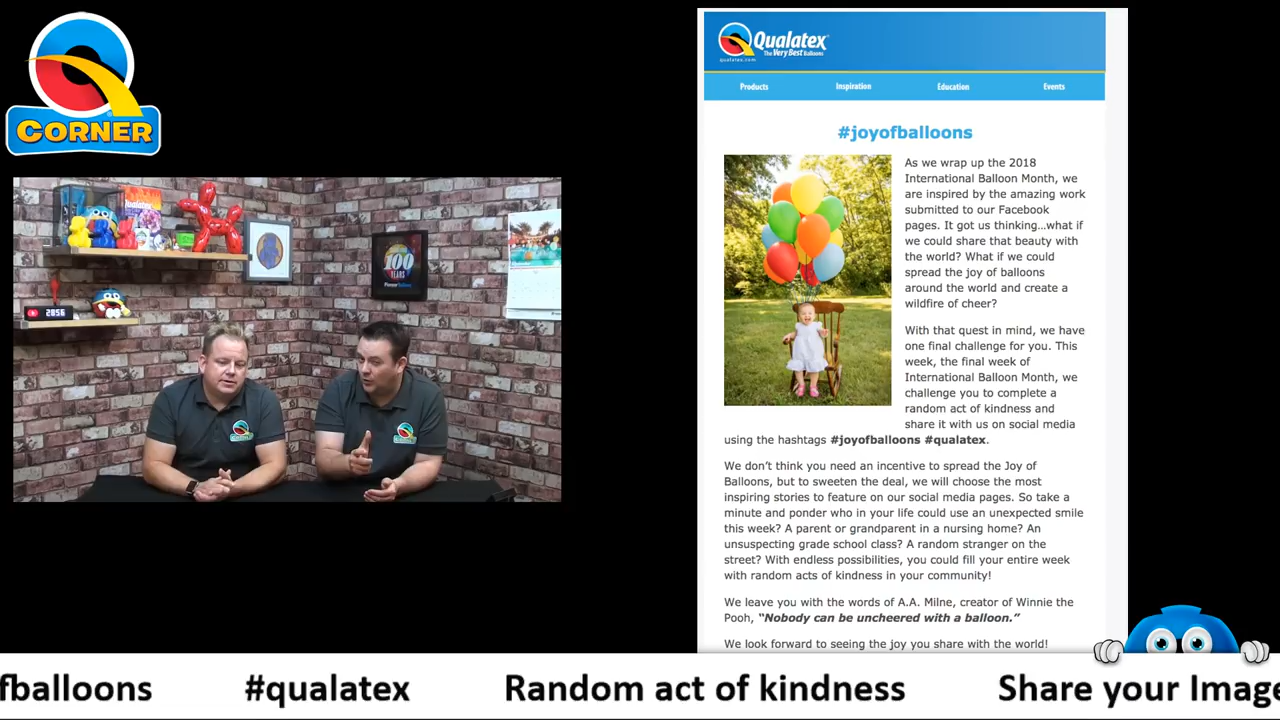 CORNER
100
YEARS
2856
Qualatex
The Very Best Balloons
qualatex.com
Products Inspiration Education Events
#joyofballoons
As we wrap up the 2018
International Balloon Month, we
are inspired by the amazing work
submitted to our Facebook
pages. It got us thinking...what if
we could share that beauty with
the world? What if we could
spread the joy of balloons
around the world and create a
wildfire of cheer?
With that quest in mind, we have
one final challenge for you. This
week, the final week of
International Balloon Month, we
challenge you to complete a
random act of kindness and
share it with us on social media
using the hashtags #joyofballoons #qualatex.
We don't think you need an incentive to spread the Joy of
Balloons, but to sweeten the deal, we will choose the most
inspiring stories to feature on our social media pages. So take a
minute and ponder who in your life could use an unexpected smile
this week? A parent or grandparent in a nursing home? An
unsuspecting grade school class? A random stranger on the
street? With endless possibilities, you could fill your entire week
with random acts of kindness in your community!
We leave you with the words of A.A. Milne, creator of Winnie the
Pooh, "Nobody can be uncheered with a balloon."
We look forward to seeing the joy you share with the world!
fballoons #qualatex Random act of kindness Share your Image